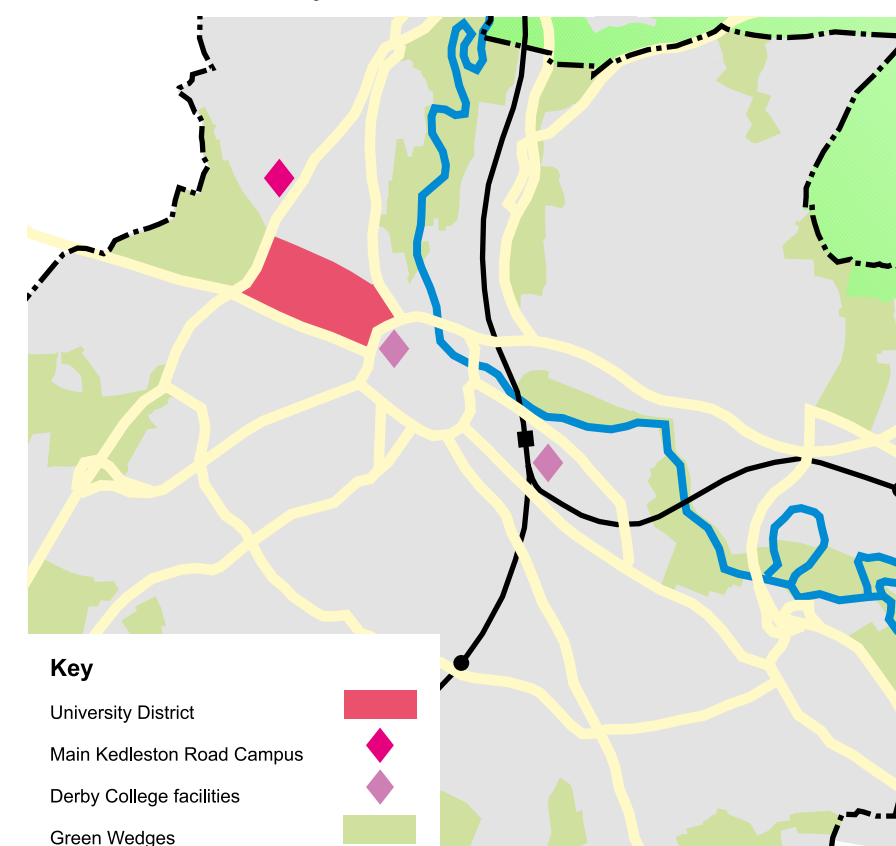 Key
University District
Main Kedleston Road Campus
Derby College facilities
Green Wedges